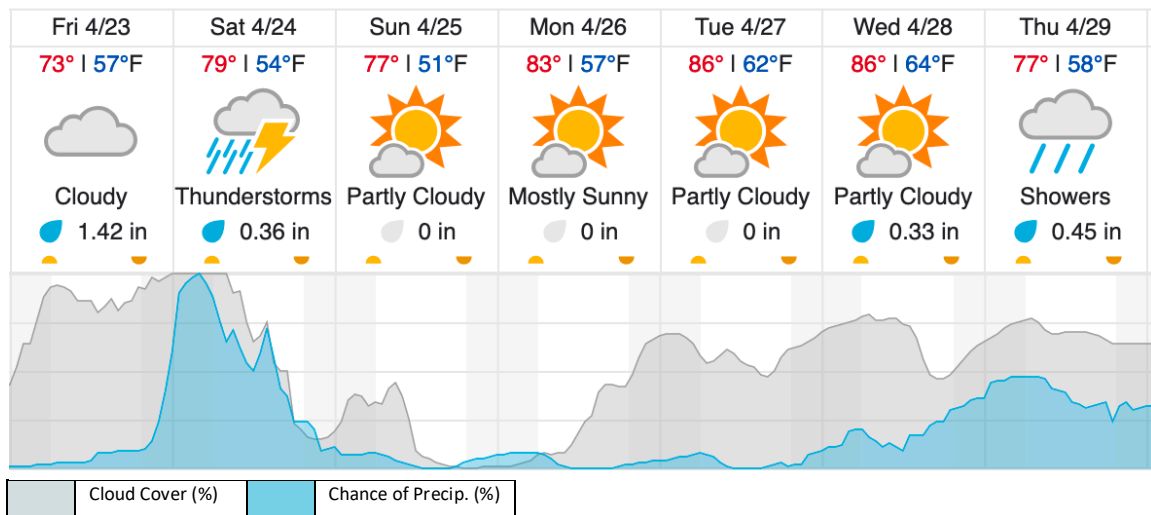 Fri 4/23 Sat 4/24 Sun 4/25 Mon 4/26 Tue 4/27 Wed 4/28 Thu 4/29
73° | 57°F 79° | 54°F 77° | 51°F 83° | 57°F 86° | 62°F 86° | 64°F 77° | 58°F
Cloudy Thunderstorms Partly Cloudy Mostly Sunny Partly Cloudy Partly Cloudy Showers
1.42 in 0.36 in 0 in 0 in 0 in 0.33 in 0.45 in
Cloud Cover (%) Chance of Precip. (%)